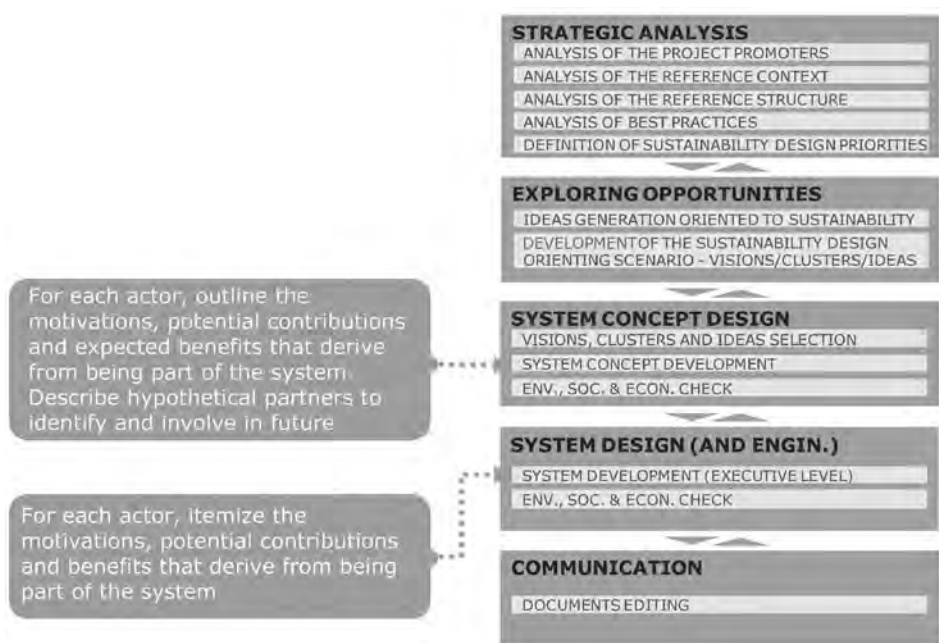 STRATEGIC ANALYSIS
ANALYSIS OF THE PROJECT PROMOTERS
ANALYSIS OF THE REFERENCE CONTEXT
ANALYSIS OF THE REFERENCE STRUCTURE
ANALYSIS OF BEST PRACTICES
DEFINITION OF SUSTAINABILITY DESIGN PRIORITIES
EXPLORING OPPORTUNITIES
IDEAS GENERATION ORIENTED TO SUSTAINABILITY
DEVELOPMENT OF THE SUSTAINABILITY DESIGN
ORIENTING SCENARIO - VISIONS/CLUSTERS/IDEAS
For each actor, outline the
motivations, potential contributions
and expected benefits that derive
from being part of the system.
Describe hypothetical partners to
identify and involve in future
SYSTEM CONCEPT DESIGN
VISIONS, CLUSTERS AND IDEAS SELECTION
SYSTEM CONCEPT DEVELOPMENT
ENV., SOC. & ECON. CHECK
SYSTEM DESIGN (AND ENGIN.)
SYSTEM DEVELOPMENT (EXECUTIVE LEVEL)
ENV., SOC. & ECON. CHECK
For each actor, itemize the
motivations, potential contributions
and benefits that derive from being
part of the system
COMMUNICATION
DOCUMENTS EDITING